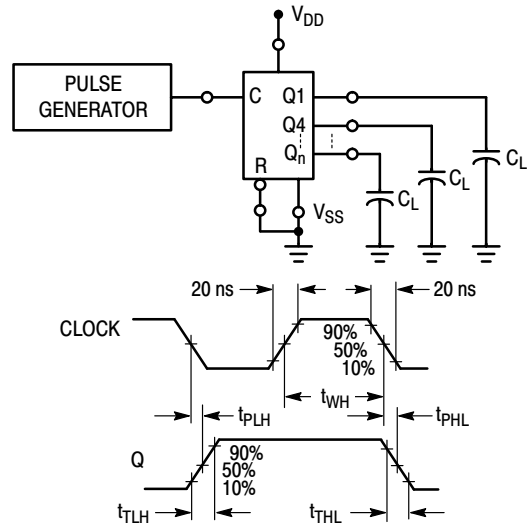 V_DD
PULSE
GENERATOR
C
Q1
Q4
Q_n
R
V_SS
C_L
C_L
C_L
20 ns
20 ns
CLOCK
90%
50%
10%
t_WH
t_PLH
t_PHL
Q
90%
50%
10%
t_TLH
t_THL